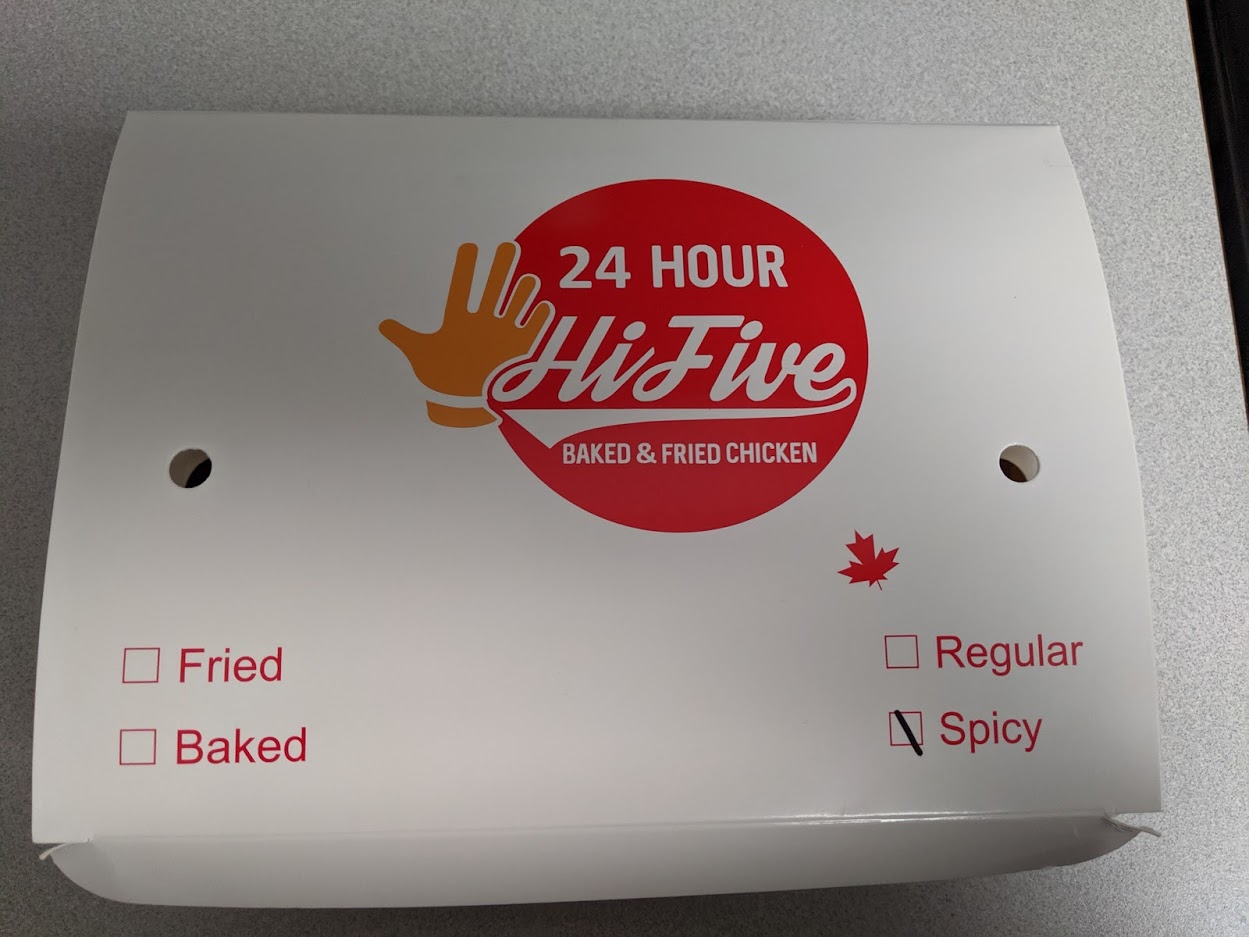 24 HOUR
HiFive
BAKED & FRIED CHICKEN
Fried
Baked
Regular
Spicy